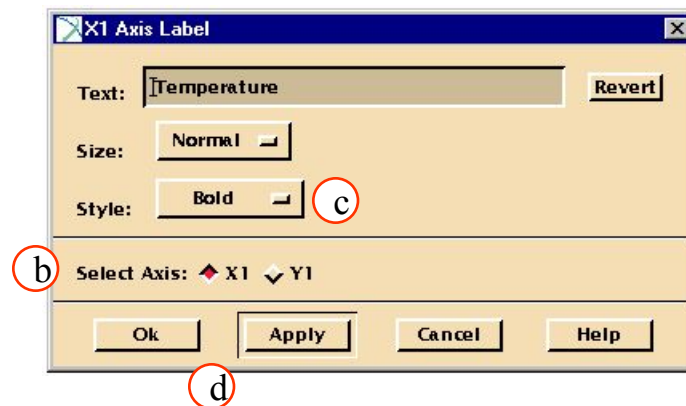 X1 Axis Label
Text: Temperature Revert
Size: Normal
Style: Bold c
b Select Axis: X1 Y1
Ok Apply Cancel Help
d